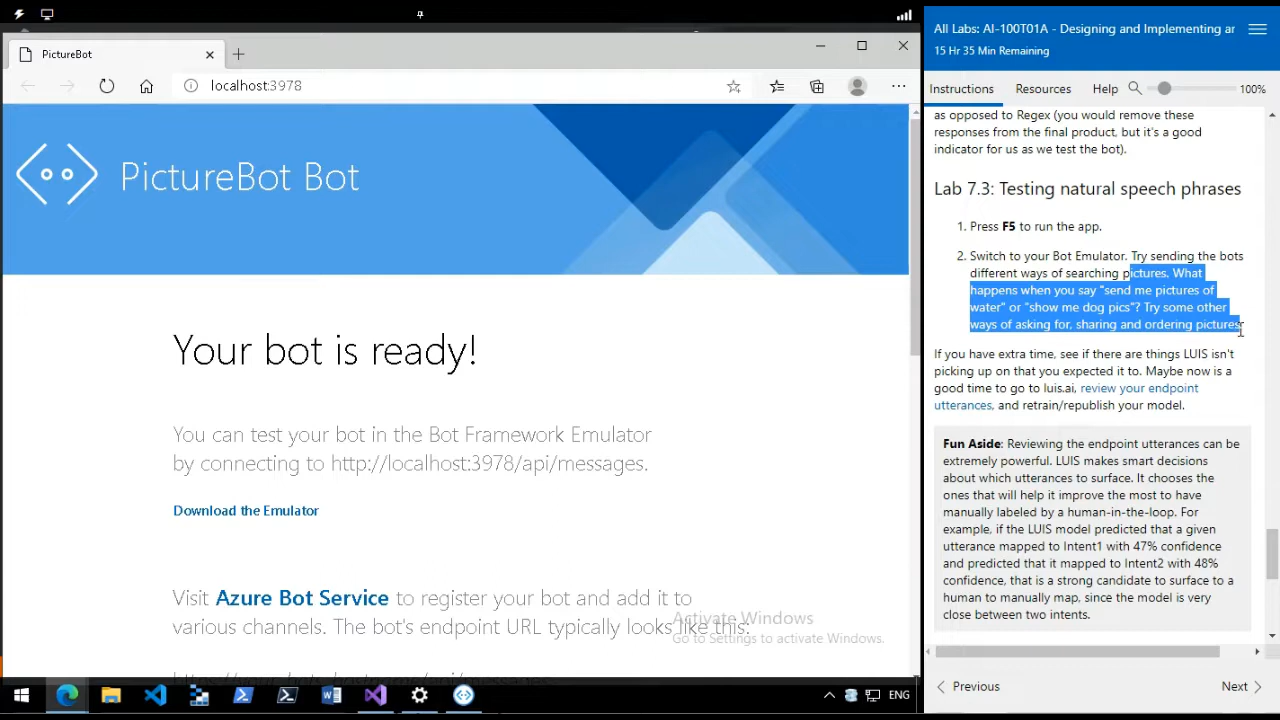 PictureBot
localhost:3978
PictureBot Bot
Your bot is ready!
You can test your bot in the Bot Framework Emulator
by connecting to http://localhost:3978/api/messages.
Download the Emulator
Visit Azure Bot Service to register your bot and add it to
various channels. The bot's endpoint URL typically looks like this:
Activate Windows
Go to Settings to activate Windows.
ENG
All Labs: AI-100T01A - Designing and Implementing ar
15 Hr 35 Min Remaining
Instructions Resources Help 100%
as opposed to Regex (you would remove these
responses from the final product, but it's a good
indicator for us as we test the bot).
Lab 7.3: Testing natural speech phrases
1. Press F5 to run the app.
2. Switch to your Bot Emulator. Try sending the bots
different ways of searching pictures. What
happens when you say "send me pictures of
water" or "show me dog pics"? Try some other
ways of asking for, sharing and ordering pictures.
If you have extra time, see if there are things LUIS isn't
picking up on that you expected it to. Maybe now is a
good time to go to luis.ai, review your endpoint
utterances, and retrain/republish your model.
Fun Aside: Reviewing the endpoint utterances can be
extremely powerful. LUIS makes smart decisions
about which utterances to surface. It chooses the
ones that will help it improve the most to have
manually labeled by a human-in-the-loop. For
example, if the LUIS model predicted that a given
utterance mapped to Intent1 with 47% confidence
and predicted that it mapped to Intent2 with 48%
confidence, that is a strong candidate to surface to a
human to manually map, since the model is very
close between two intents.
Previous Next